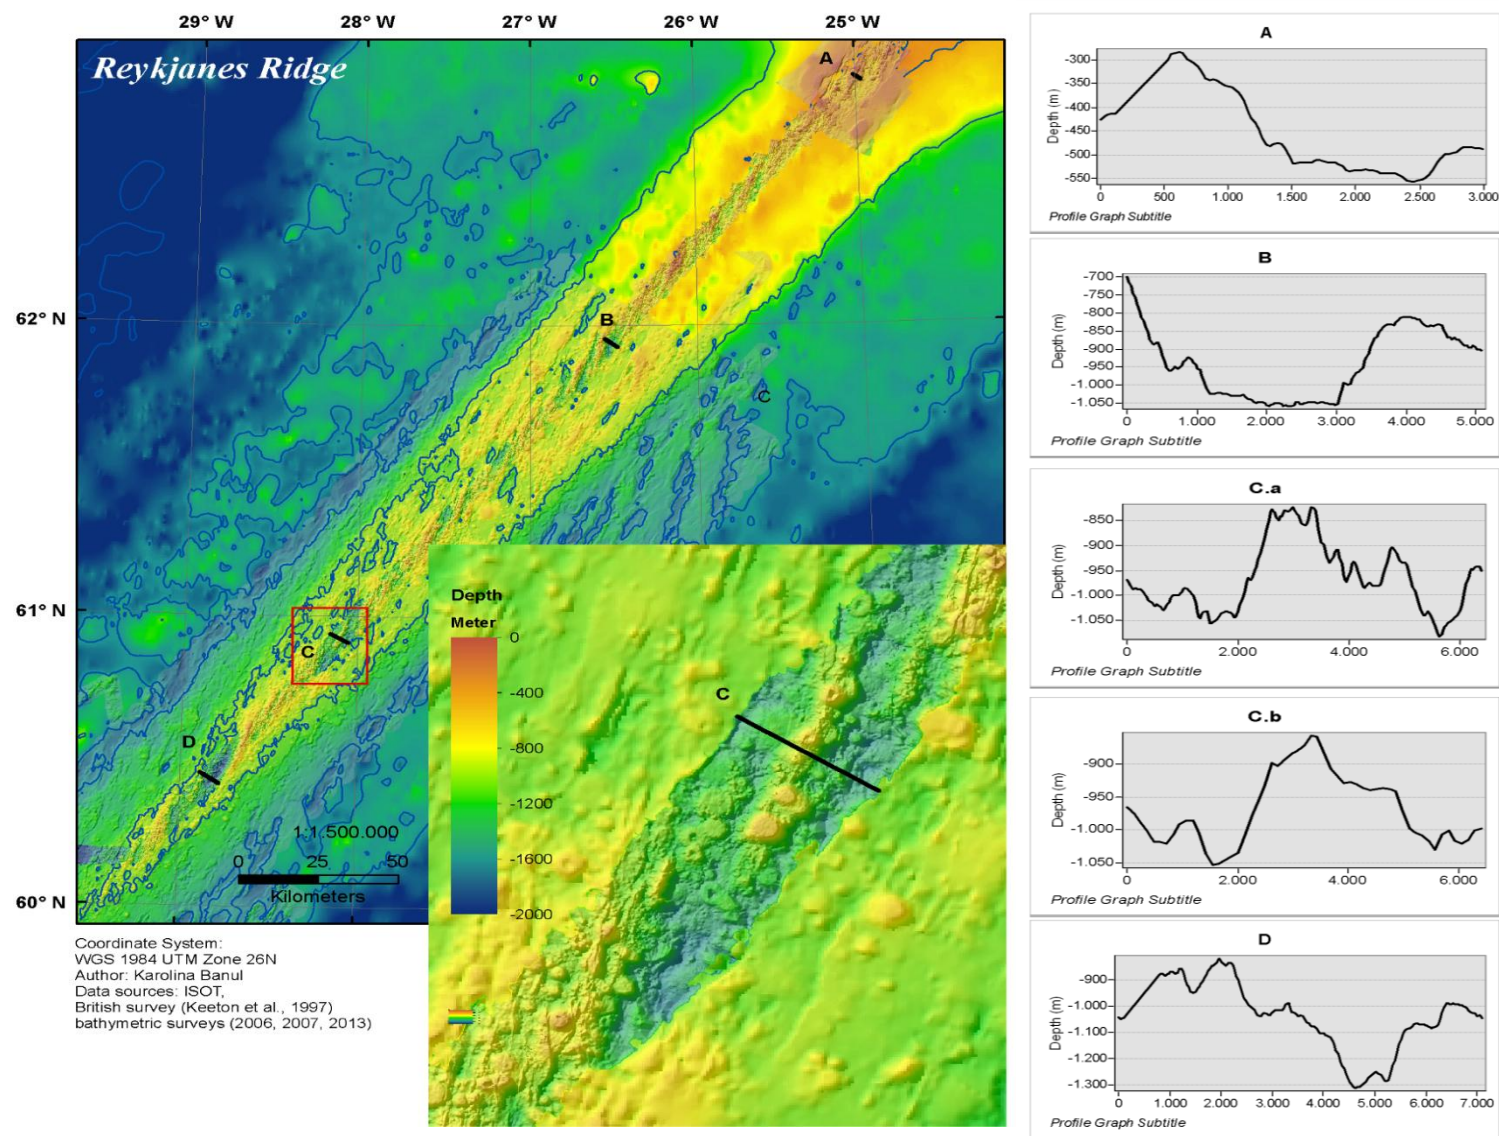 29° W 28° W 27° W 26° W 25° W
Reykjanes Ridge
A
B
C
C
D
62° N
61° N
60° N
1:1.500.000
0 25 50
Kilometers
Depth
Meter
0
-400
-800
-1200
-1600
-2000
C
Coordinate System:
WGS 1984 UTM Zone 26N
Author: Karolina Banul
Data sources: ISOT,
British survey (Keeton et al., 1997)
bathymetric surveys (2006, 2007, 2013)
A
Depth (m)
-300
-350
-400
-450
-500
-550
0 500 1.000 1.500 2.000 2.500 3.000
Profile Graph Subtitle
B
Depth (m)
-700
-750
-800
-850
-900
-950
-1.000
-1.050
0 1.000 2.000 3.000 4.000 5.000
Profile Graph Subtitle
C.a
Depth (m)
-850
-900
-950
-1.000
-1.050
0 2.000 4.000 6.000
Profile Graph Subtitle
C.b
Depth (m)
-900
-950
-1.000
-1.050
0 2.000 4.000 6.000
Profile Graph Subtitle
D
Depth (m)
-900
-1.000
-1.100
-1.200
-1.300
0 1.000 2.000 3.000 4.000 5.000 6.000 7.000
Profile Graph Subtitle